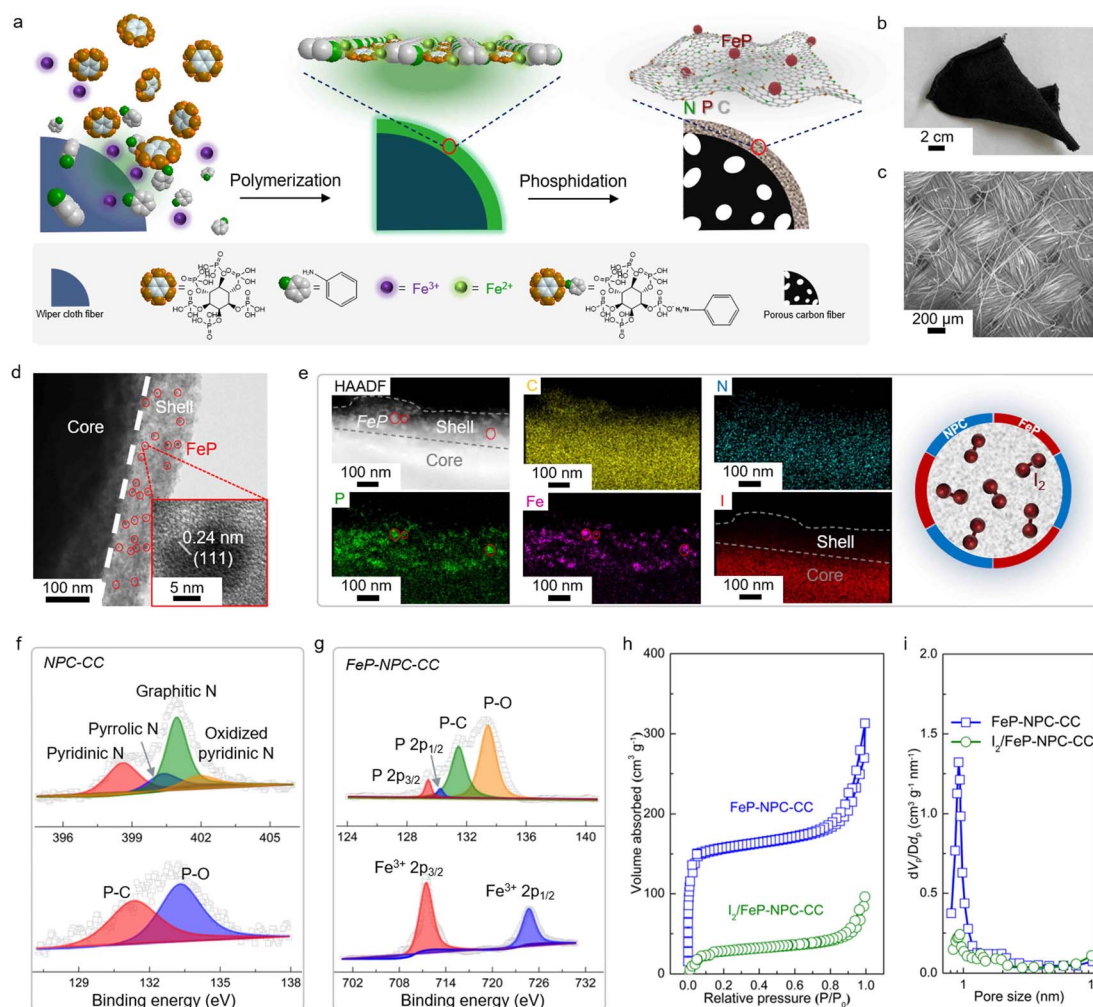 a
FeP
N P C
Polymerization
Phosphidation
Wiper cloth fiber
=
=
H₂N
= Fe³⁺
= Fe²⁺
=
Porous carbon fiber
b
2 cm
c
200 µm
d
Core
Shell
FeP
0.24 nm
(111)
100 nm
5 nm
e
HAADF
FeP
Shell
Core
100 nm
C
100 nm
N
100 nm
P
100 nm
Fe
100 nm
I
Shell
Core
100 nm
NPC
FeP
I₂
f
NPC-CC
Graphitic N
Pyrrolic N
Pyridinic N
Oxidized
pyridinic N
396 399 402 405
P-C
P-O
129 132 135 138
Binding energy (eV)
g
FeP-NPC-CC
P-O
P-C
P 2p₁/₂
P 2p₃/₂
124 128 132 136 140
Fe³⁺ 2p₃/₂
Fe³⁺ 2p₁/₂
702 708 714 720 726 732
Binding energy (eV)
h
Volume absorbed (cm³ g⁻¹)
400
300
200
100
0
FeP-NPC-CC
I₂/FeP-NPC-CC
0.0 0.2 0.4 0.6 0.8 1.0
Relative pressure (P/P₀)
i
dVₚ/Ddₚ (cm³ g⁻¹ nm⁻¹)
2.0
1.5
1.0
0.5
0.0
FeP-NPC-CC
I₂/FeP-NPC-CC
1
Pore size (nm)